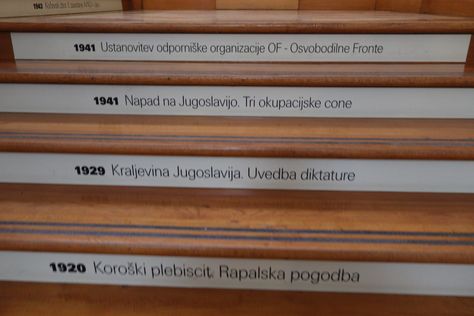 1941 Ustanovitev odporniške organizacije OF - Osvobodilne Fronte
1941 Napad na Jugoslavijo. Tri okupacijske cone
1929 Kraljevina Jugoslavija. Uvedba diktature
1920 Koroški plebiscit. Rapalska pogodba